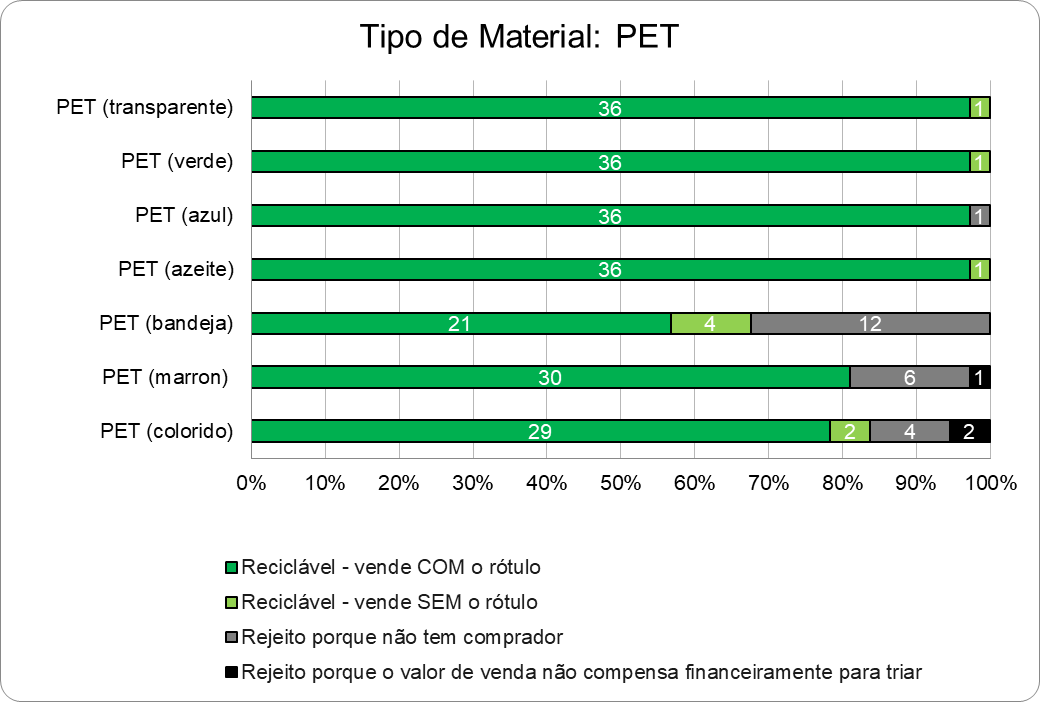 Tipo de Material: PET
PET (transparente)
36
1
PET (verde)
36
1
PET (azul)
36
1
PET (azeite)
36
1
PET (bandeja)
21
4
12
PET (marron)
30
6
1
PET (colorido)
29
2
4
2
0% 10% 20% 30% 40% 50% 60% 70% 80% 90% 100%
Reciclável - vende COM o rótulo
Reciclável - vende SEM o rótulo
Rejeito porque não tem comprador
Rejeito porque o valor de venda não compensa financeiramente para triar